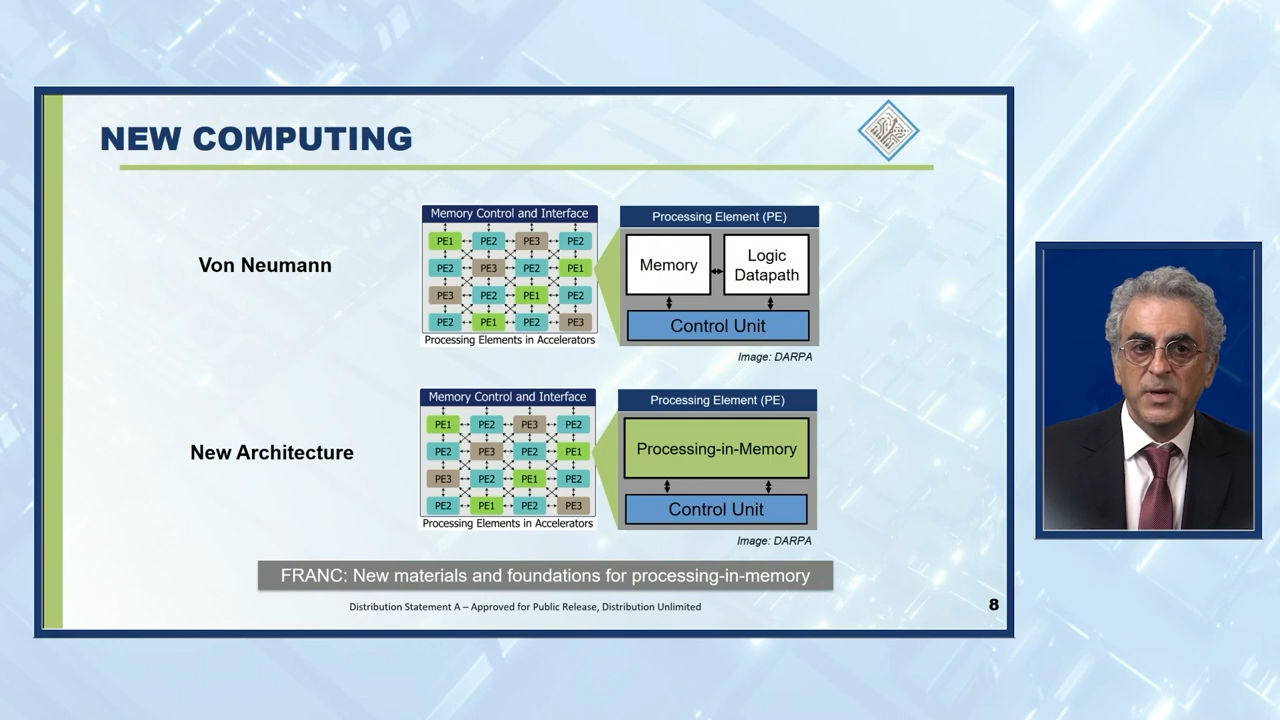 NEW COMPUTING
Von Neumann
Memory Control and Interface
PE1 PE2 PE3 PE2
PE2 PE3 PE2 PE1
PE3 PE2 PE1 PE2
PE2 PE1 PE2 PE3
Processing Elements in Accelerators
Processing Element (PE)
Memory
Logic
Datapath
Control Unit
Image: DARPA
New Architecture
Memory Control and Interface
PE1 PE2 PE3 PE2
PE2 PE3 PE2 PE1
PE3 PE2 PE1 PE2
PE2 PE1 PE2 PE3
Processing Elements in Accelerators
Processing Element (PE)
Processing-in-Memory
Control Unit
Image: DARPA
FRANC: New materials and foundations for processing-in-memory
Distribution Statement A – Approved for Public Release, Distribution Unlimited
8